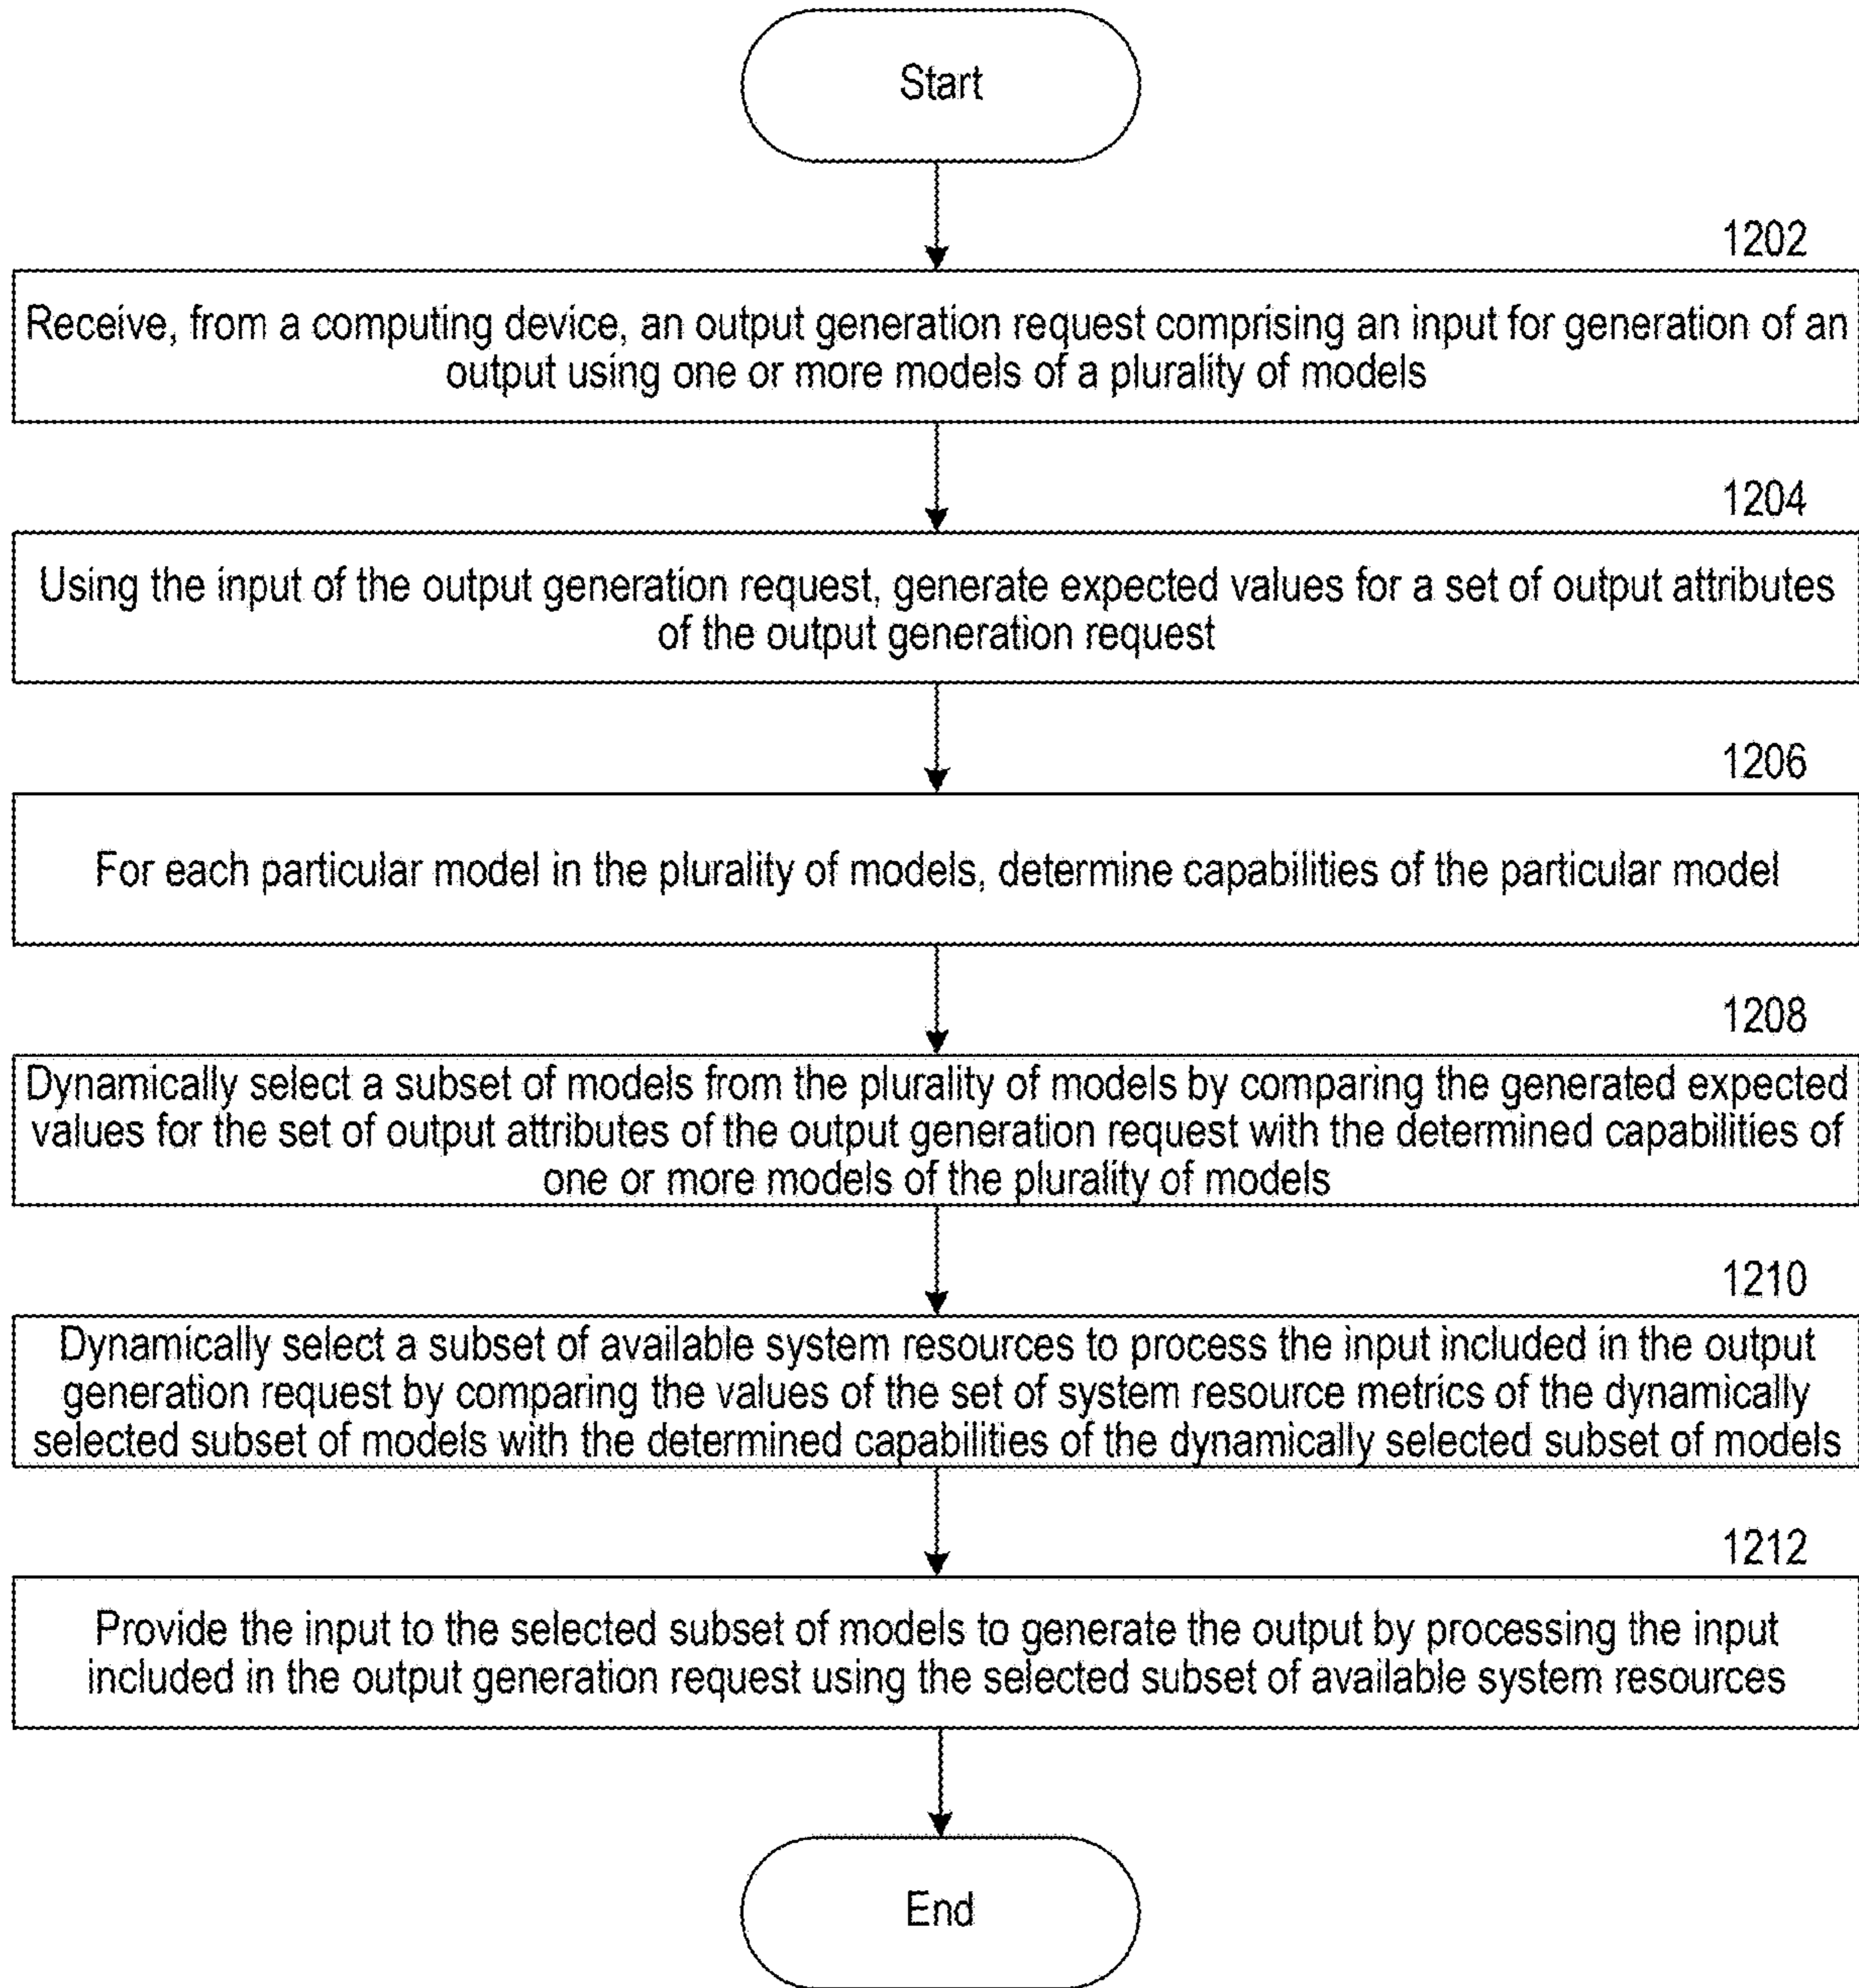 Start
1202
Receive, from a computing device, an output generation request comprising an input for generation of an
output using one or more models of a plurality of models
1204
Using the input of the output generation request, generate expected values for a set of output attributes
of the output generation request
1206
For each particular model in the plurality of models, determine capabilities of the particular model
1208
Dynamically select a subset of models from the plurality of models by comparing the generated expected
values for the set of output attributes of the output generation request with the determined capabilities of
one or more models of the plurality of models
1210
Dynamically select a subset of available system resources to process the input included in the output
generation request by comparing the values of the set of system resource metrics of the dynamically
selected subset of models with the determined capabilities of the dynamically selected subset of models
1212
Provide the input to the selected subset of models to generate the output by processing the input
included in the output generation request using the selected subset of available system resources
End